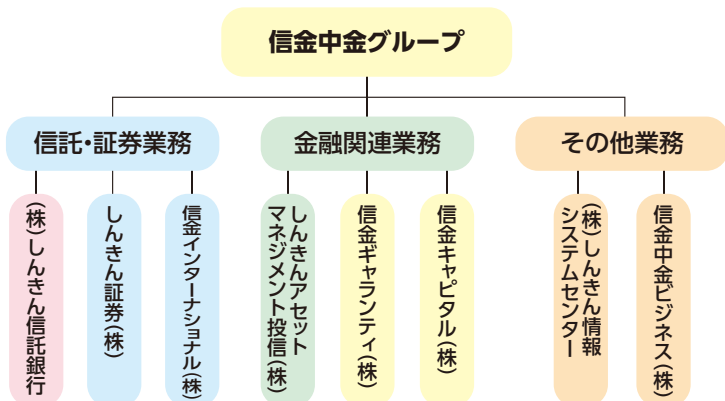 信金中金グループ
信託・証券業務
金融関連業務
その他業務
(株)しんきん信託銀行
しんきん証券(株)
信金インターナショナル(株)
しんきんアセット
マネジメント投信(株)
信金ギャランティ(株)
信金キャピタル(株)
(株)しんきん情報
システムセンター
信金中金ビジネス(株)